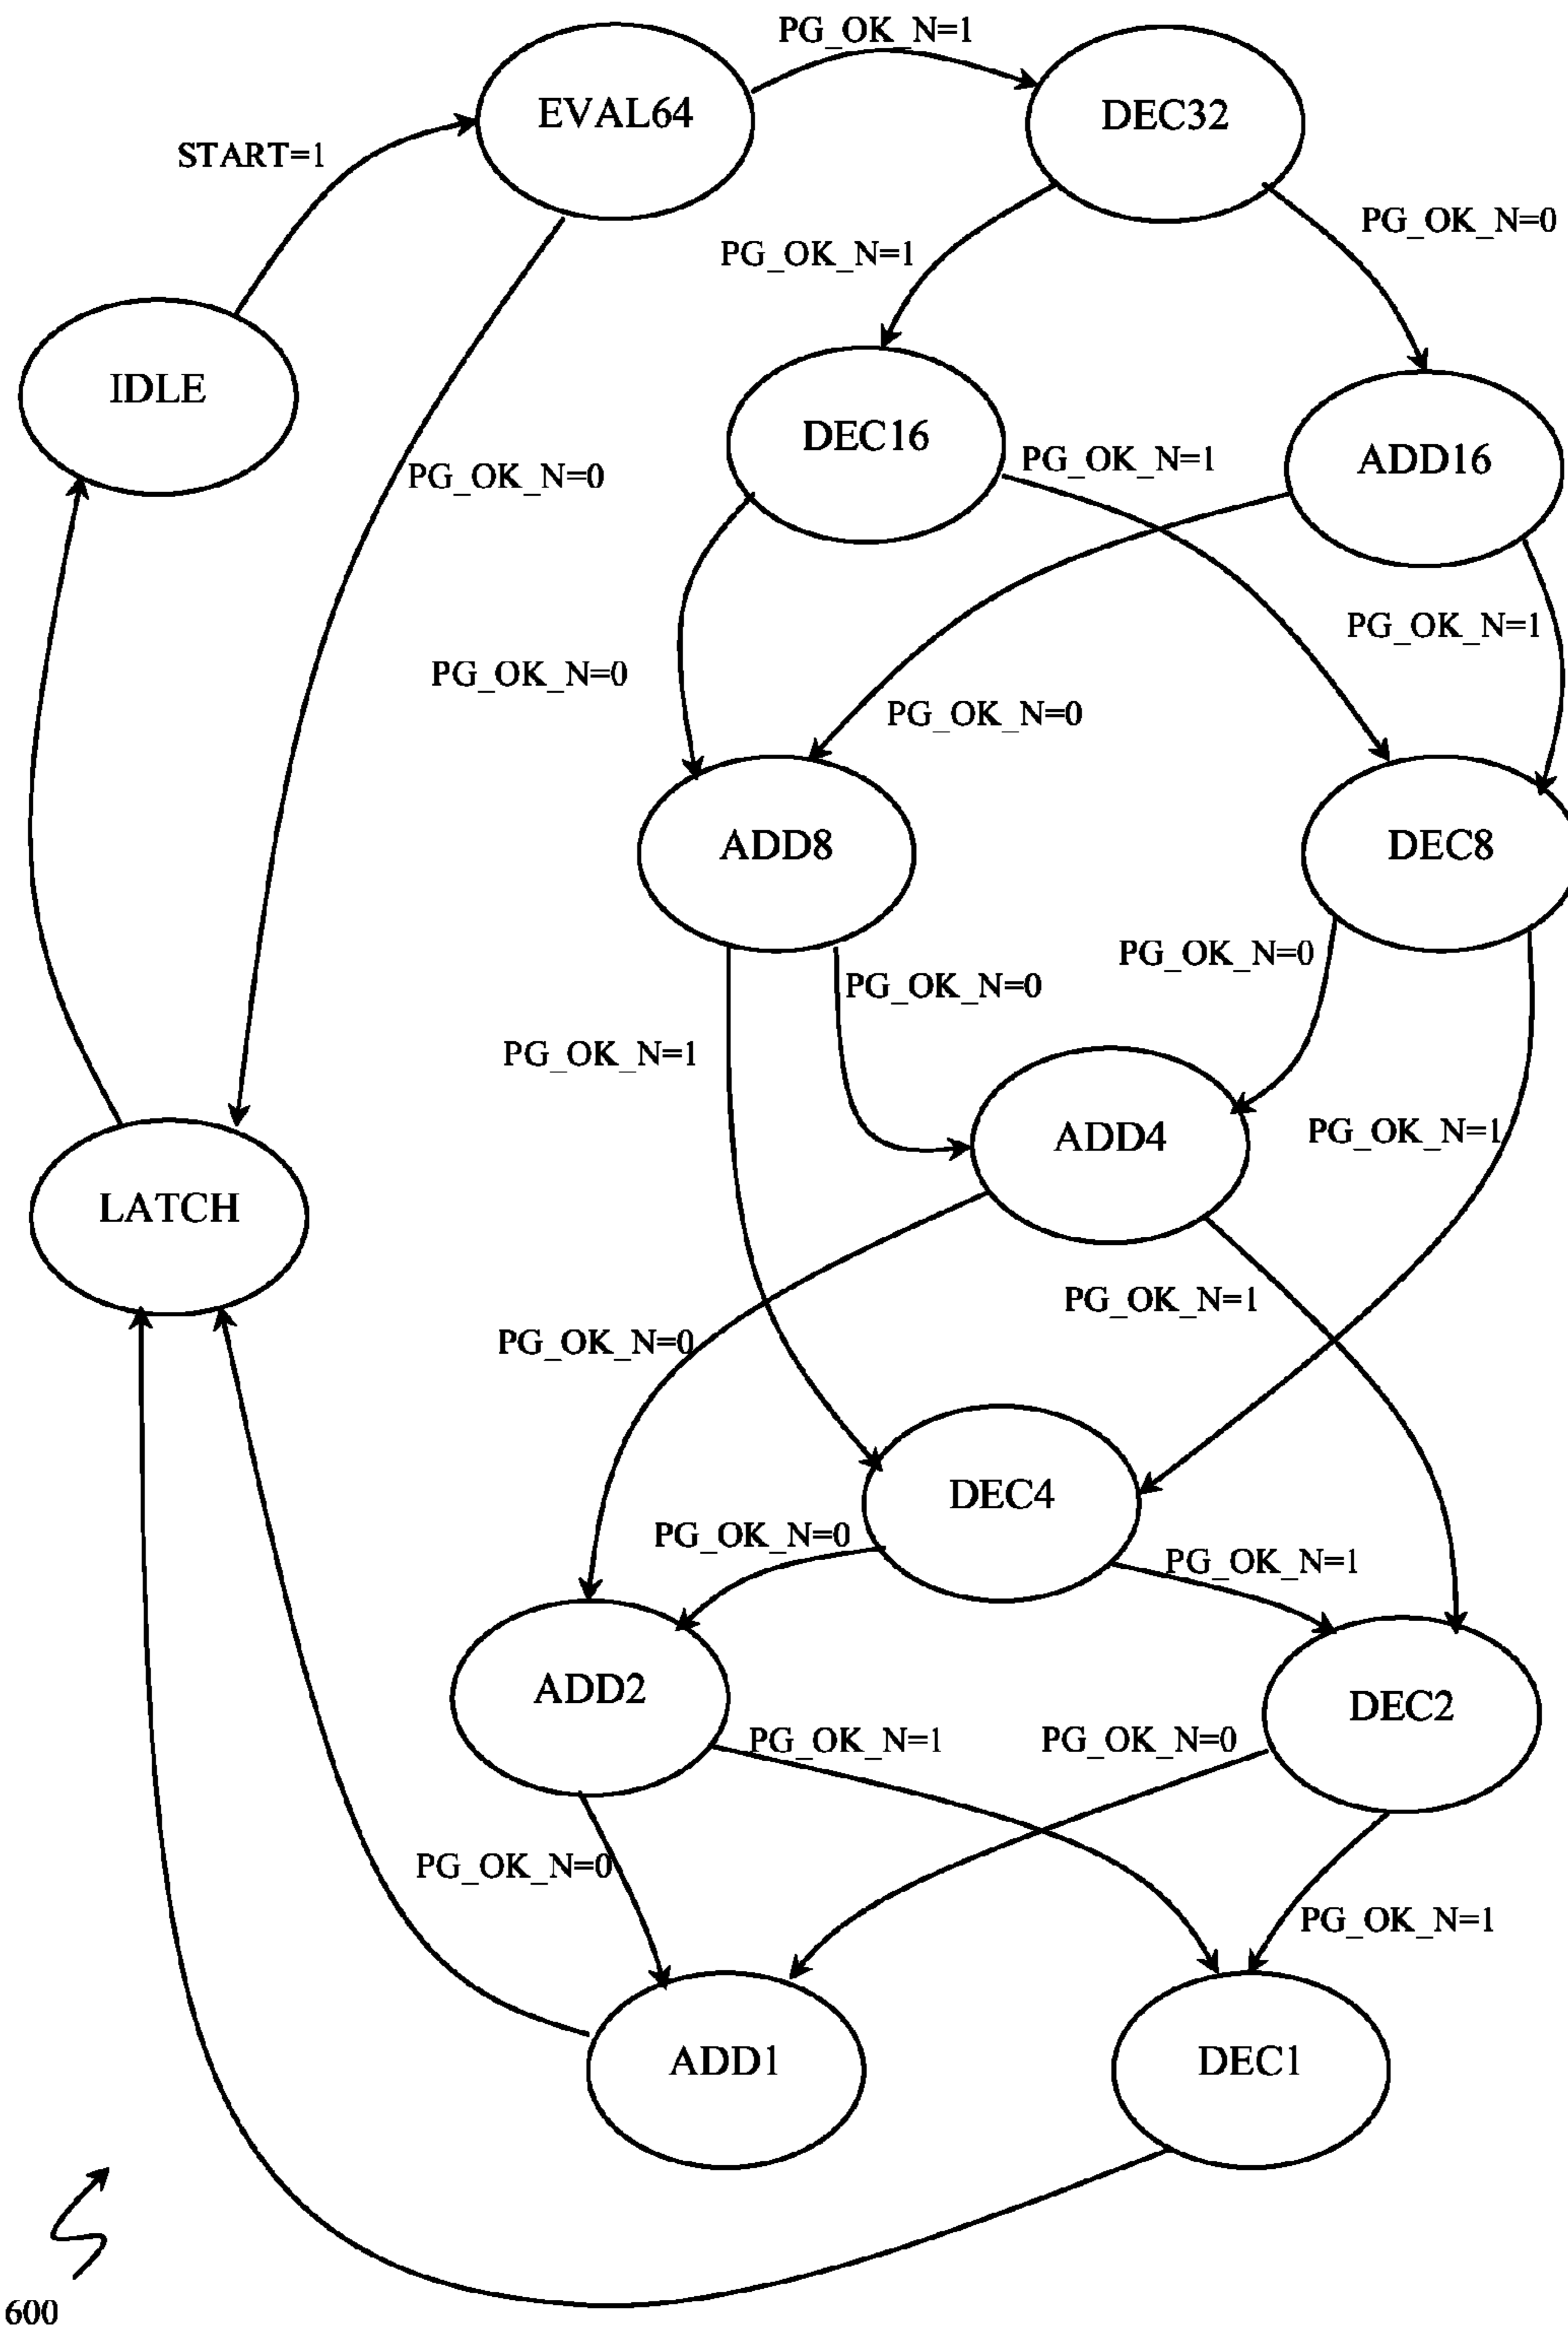 PG_OK_N=1
EVAL64
DEC32
START=1
PG_OK_N=0
PG_OK_N=1
IDLE
DEC16
PG_OK_N=1
ADD16
PG_OK_N=0
PG_OK_N=1
PG_OK_N=0
PG_OK_N=0
ADD8
DEC8
PG_OK_N=0
PG_OK_N=0
PG_OK_N=1
ADD4
PG_OK_N=1
LATCH
PG_OK_N=1
PG_OK_N=0
DEC4
PG_OK_N=0
PG_OK_N=1
ADD2
DEC2
PG_OK_N=1
PG_OK_N=0
PG_OK_N=0
PG_OK_N=1
ADD1
DEC1
600